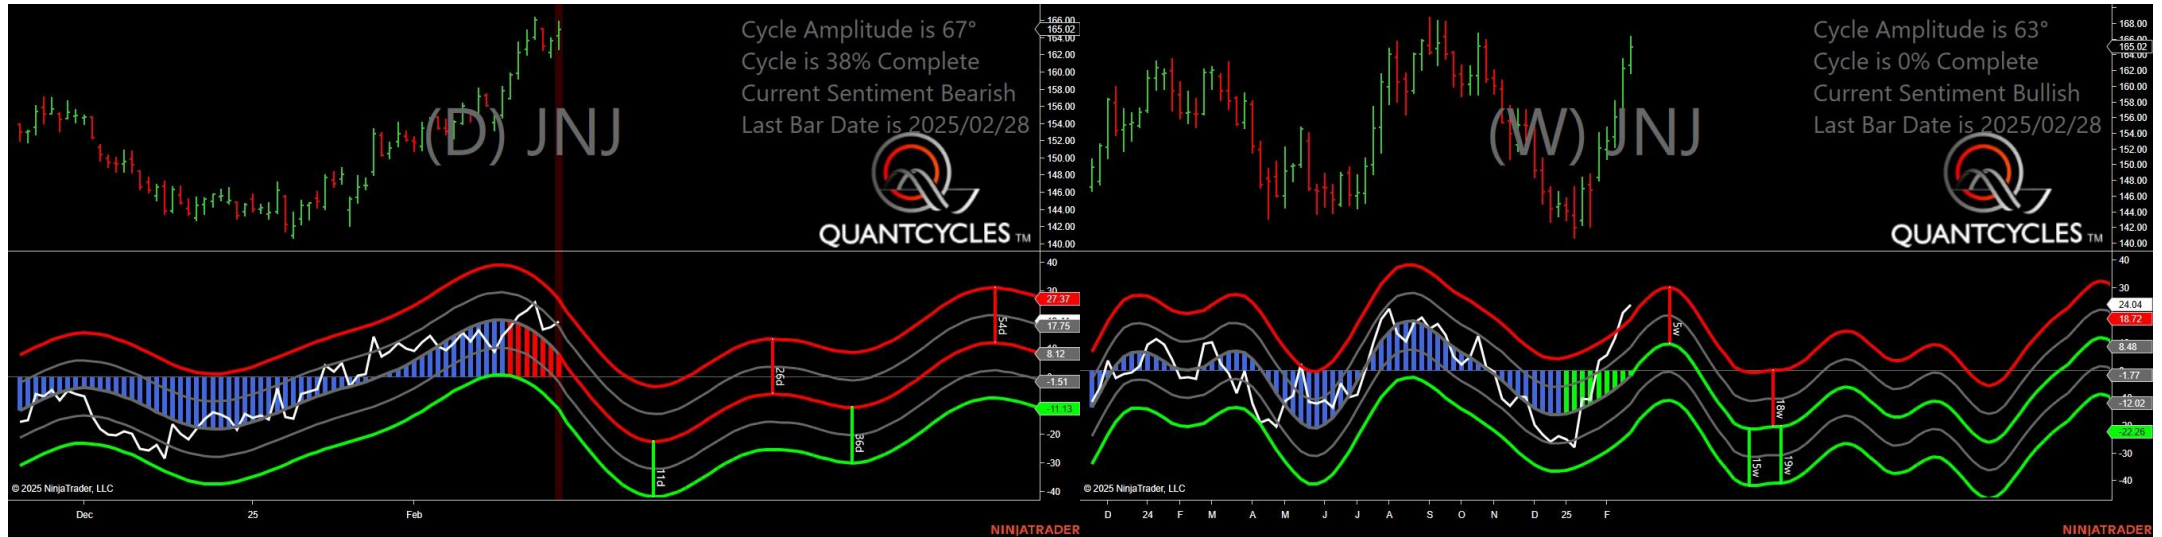 Cycle Amplitude is 67°
Cycle is 38% Complete
Current Sentiment Bearish
Last Bar Date is 2025/02/28
(D) JNJ
QUANTCYCLES TM
166.00
165.02
164.00
162.00
160.00
158.00
156.00
154.00
152.00
150.00
148.00
146.00
144.00
142.00
140.00
40
30
27.37
17.75
8.12
-1.51
-11.13
-20
-30
-40
11d
26d
36d
54d
© 2025 NinjaTrader, LLC
Dec
25
Feb
NINJATRADER
Cycle Amplitude is 63°
Cycle is 0% Complete
Current Sentiment Bullish
Last Bar Date is 2025/02/28
(W) JNJ
QUANTCYCLES TM
168.00
165.02
164.00
162.00
160.00
158.00
156.00
154.00
152.00
150.00
148.00
146.00
144.00
142.00
140.00
40
30
24.04
18.72
8.48
-1.77
-12.02
-22.26
-30
-40
5w
18w
15w
19w
© 2025 NinjaTrader, LLC
D
24
F
M
A
M
J
J
A
S
O
N
D
25
F
NINJATRADER